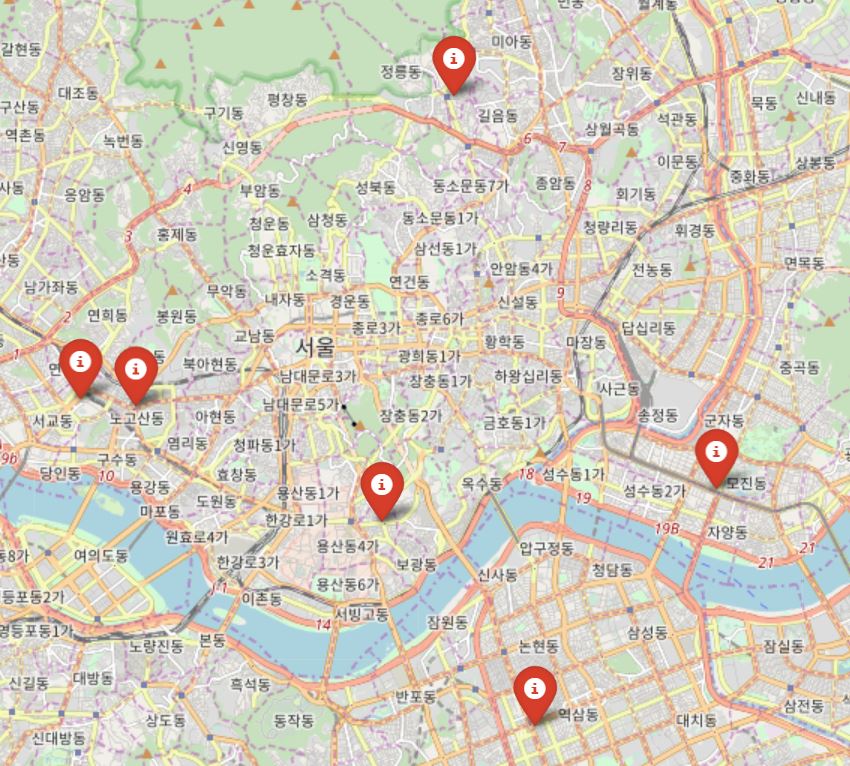 월계동
미아동
갈현동
정릉동
장위동
대조동
평창동
묵동
신내동
구산동
구기동
길음동
석관동
역촌동
녹번동
신영동
상월곡동
6
7
이문동
상봉동
중화동
응암동
4
부암동
성북동
동소문동7가
종암동
8
회기동
청운동
삼청동
동소문동1가
청량리동
휘경동
3
홍제동
청운효자동
삼선동1가
소격동
안암동4가
전농동
면목동
남가좌동
무악동
내자동
경운동
연건동
신설동
9
2
연희동
봉원동
종로3가
종로6가
답십리동
교남동
서울
광희동1가
황학동
마장동
1
북아현동
남대문로3가
장충동1가
하왕십리동
중곡동
사근동
남대문로5가
서교동
노고산동
아현동
장충동2가
금호동1가
송정동
군자동
염리동
청파동1가
9b
당인동
구수동
10
효창동
18
성수동1가
옥수동
모진동
용강동
용산동1가
19
성수동2가
마포동
도원동
한강로1가
원효로4가
19B
자양동
여의도동
용산동4가
압구정동
21
21
한강로3가
보광동
신사동
청담동
용산동6가
이촌동
14
서빙고동
영등포동1가
노량진동
본동
잠원동
삼성동
논현동
잠실동
신길동
대방동
흑석동
반포동
상도동
동작동
역삼동
대치동
삼전동
신대방동